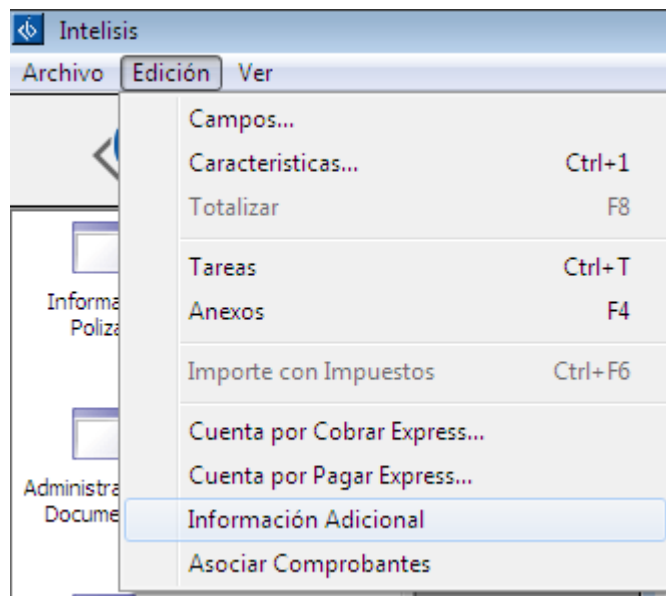 Intelisis
Archivo Edición Ver
Campos...
Caracteristicas... Ctrl+1
Totalizar F8
Tareas Ctrl+T
Anexos F4
Importe con Impuestos Ctrl+F6
Cuenta por Cobrar Express...
Cuenta por Pagar Express...
Información Adicional
Asociar Comprobantes